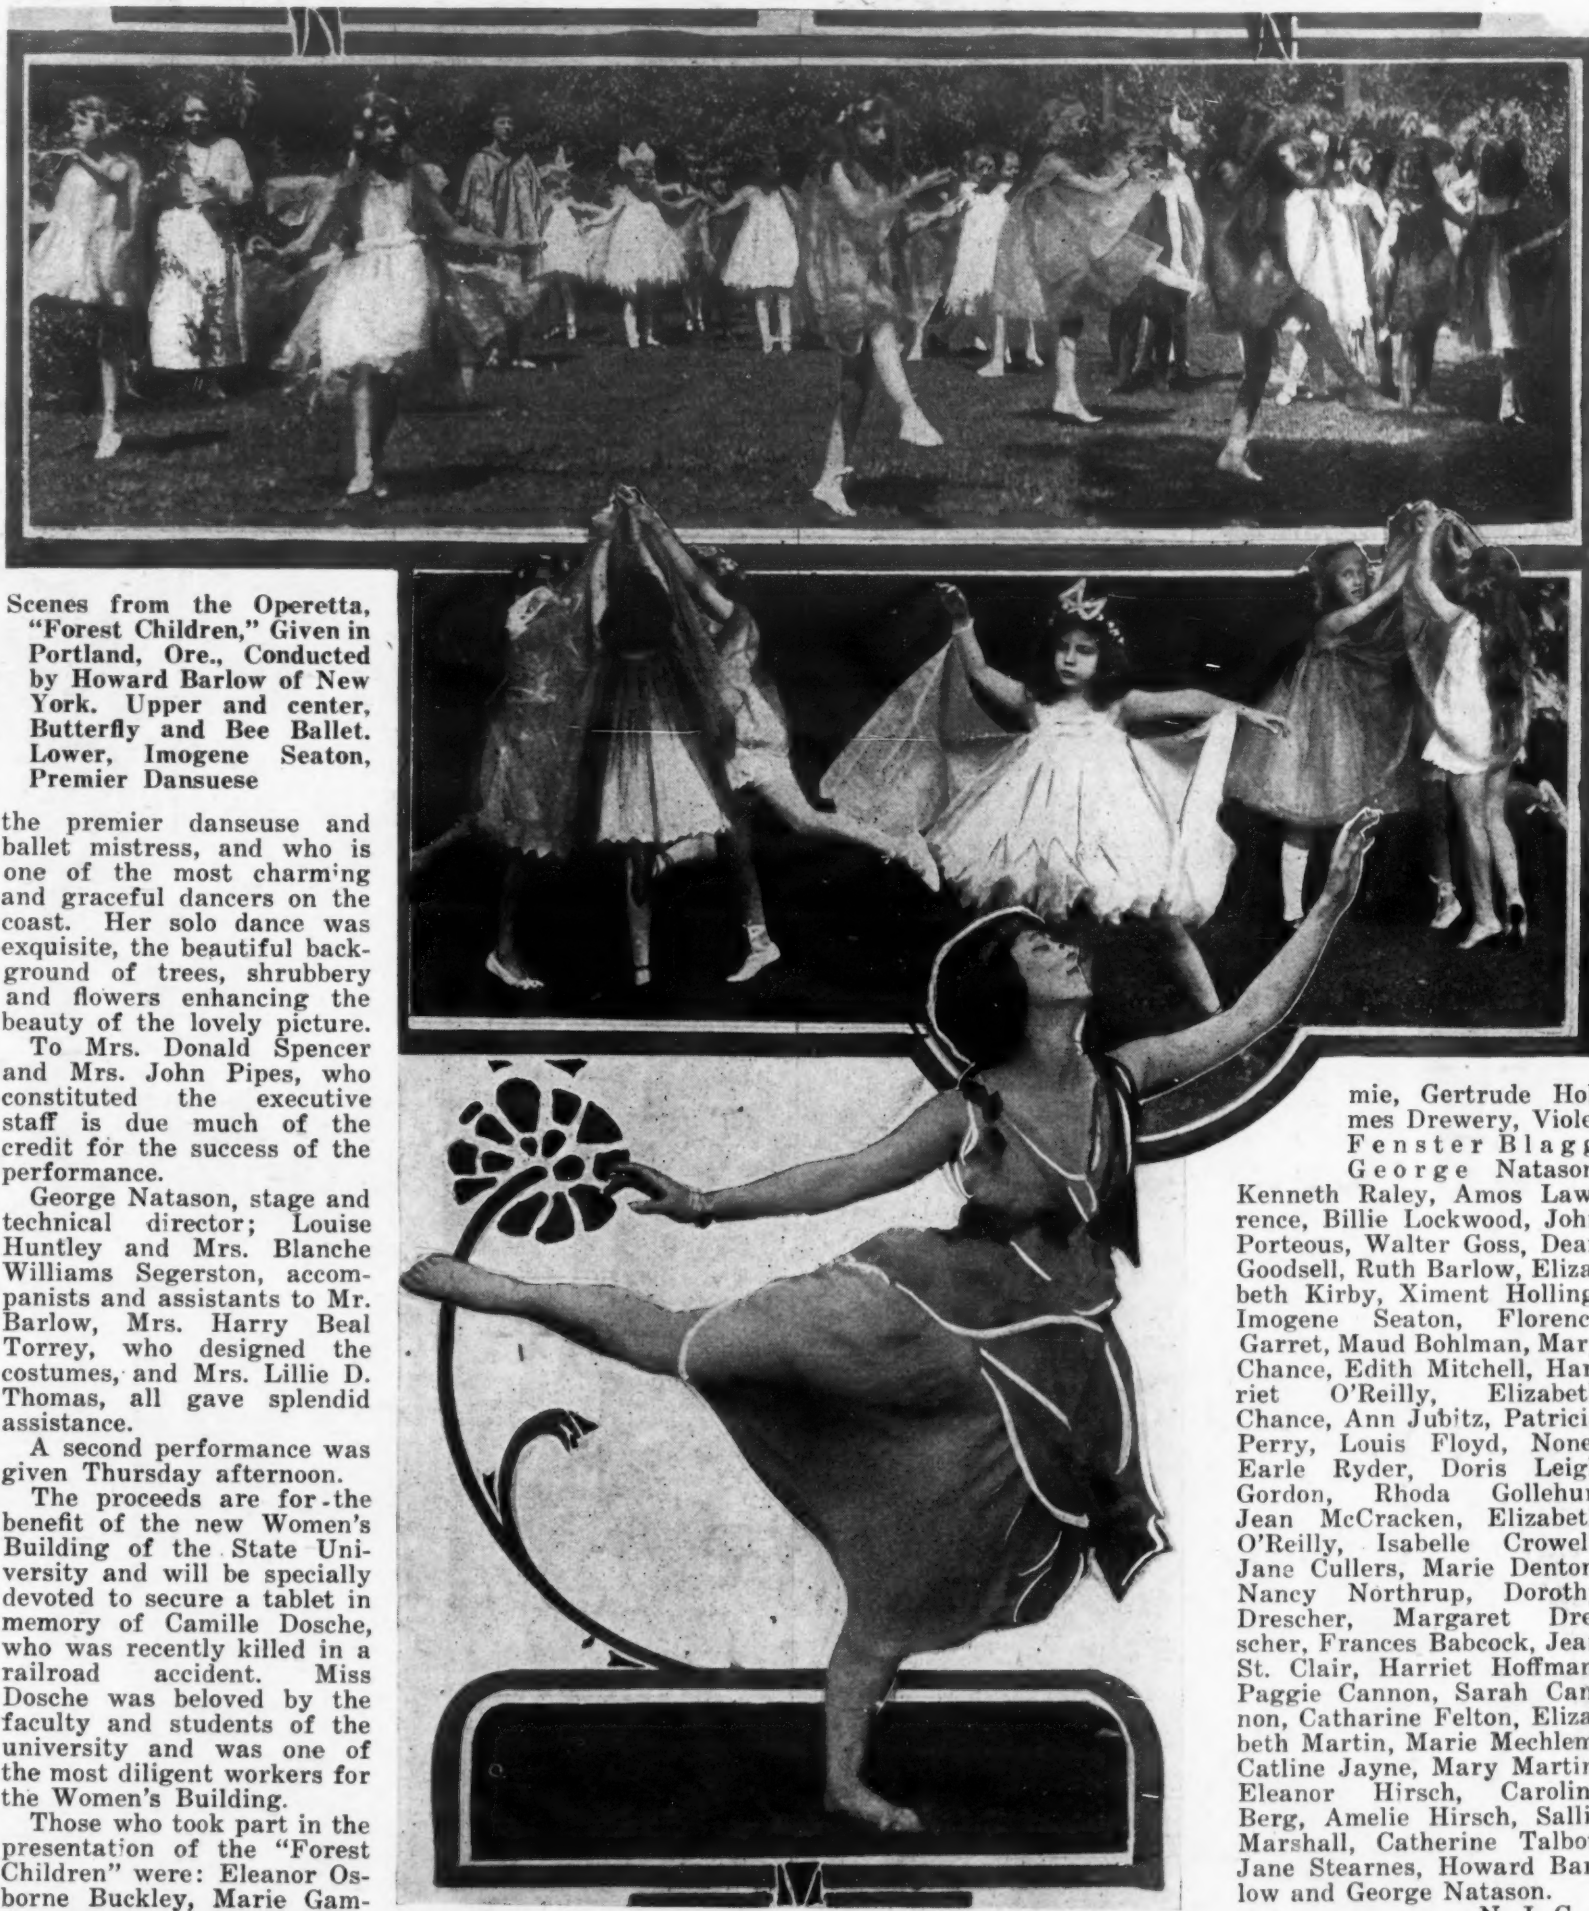 Scenes from the Operetta,
“Forest Children,” Given in
Portland, Ore., Conducted
by Howard Barlow of New
York. Upper and center,
Butterfly and Bee Ballet.
Lower, Imogene Seaton,
Premier Dansuese
the premier danseuse and
ballet mistress, and who is
one of the most charming
and graceful dancers on the
coast. Her solo dance was
exquisite, the beautiful back-
ground of trees, shrubbery
and flowers enhancing the
beauty of the lovely picture.
To Mrs. Donald Spencer
and Mrs. John Pipes, who
constituted the executive
staff is due much of the
credit for the success of the
performance.
George Natason, stage and
technical director; Louise
Huntley and Mrs. Blanche
Williams Segerston, accom-
panists and assistants to Mr.
Barlow, Mrs. Harry Beal
Torrey, who designed the
costumes, and Mrs. Lillie D.
Thomas, all gave splendid
assistance.
A second performance was
given Thursday afternoon.
The proceeds are for the
benefit of the new Women's
Building of the State Uni-
versity and will be specially
devoted to secure a tablet in
memory of Camille Dosche,
who was recently killed in a
railroad accident. Miss
Dosche was beloved by the
faculty and students of the
university and was one of
the most diligent workers for
the Women's Building.
Those who took part in the
presentation of the “Forest
Children” were: Eleanor Os-
borne Buckley, Marie Gam-
mie, Gertrude Hol
mes Drewery, Viole
Fenster Blagg
George Natason
Kenneth Raley, Amos Law
rence, Billie Lockwood, Joh
Porteous, Walter Goss, Dea
Goodsell, Ruth Barlow, Eliza
beth Kirby, Ximent Holling
Imogene Seaton, Florenc
Garret, Maud Bohlman, Mar
Chance, Edith Mitchell, Har
riet O'Reilly, Elizabet
Chance, Ann Jubitz, Patrici
Perry, Louis Floyd, None
Earle Ryder, Doris Leig
Gordon, Rhoda Gollehu
Jean McCracken, Elizabet
O'Reilly, Isabelle Crowel
Jane Cullers, Marie Denton
Nancy Northrup, Doroth
Drescher, Margaret Dre
scher, Frances Babcock, Jea
St. Clair, Harriet Hoffman
Paggie Cannon, Sarah Can
non, Catharine Felton, Eliza
beth Martin, Marie Mechlem
Catline Jayne, Mary Martin
Eleanor Hirsch, Carolin
Berg, Amelie Hirsch, Salli
Marshall, Catherine Talbo
Jane Stearnes, Howard Bar
low and George Natason.